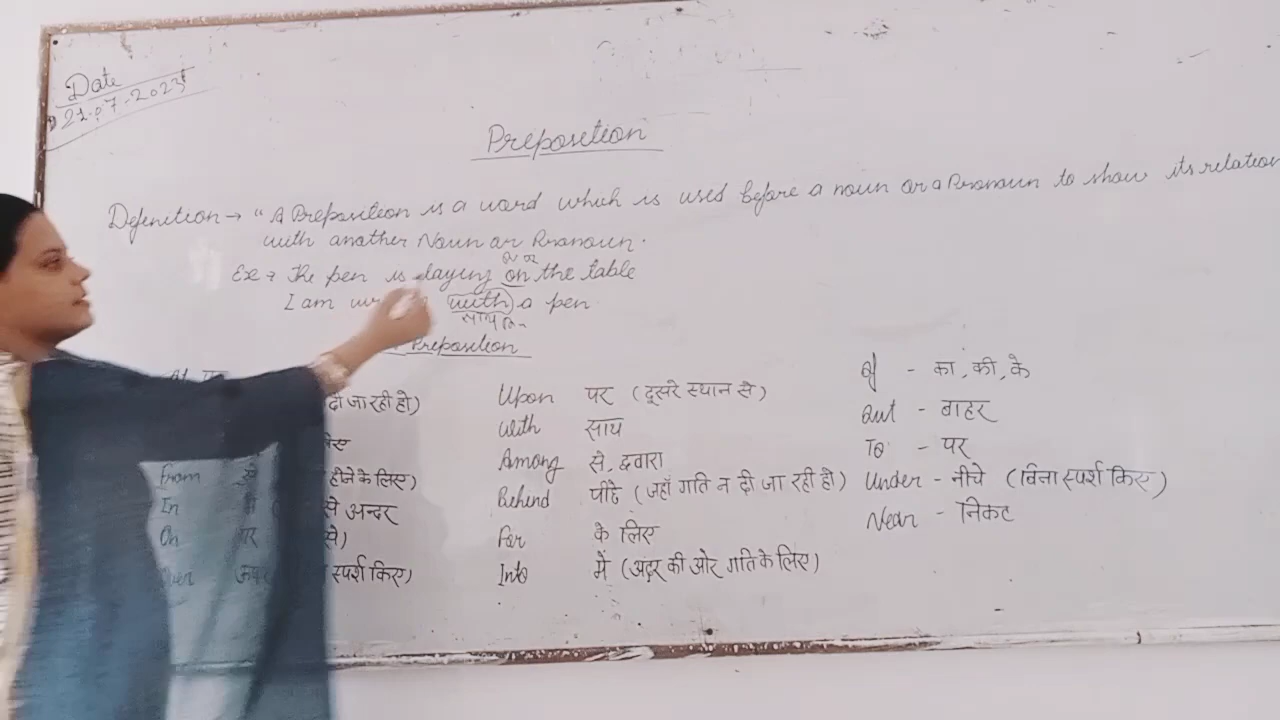 Date
21.07.2023
Preposition
Definition → "A Preposition is a word which is used before a noun or a Pronoun to show its relation
with another Noun or Pronoun.
Ex → The pen is laying on the table
I am with a pen.
Preposition
दी जा रही हो)
From से होने के लिए)
In में से अन्दर
On पर से)
Over ऊपर स्पर्श किए)
Upon पर (दूसरे स्थान से)
With साथ
Among से, द्वारा
Behind पीछे (जहाँ गति न दी जा रही हो)
For के लिए
Into में (अंदर की ओर गति के लिए)
of - का, की, के
Out - बाहर
To - पर
Under - नीचे (बिना स्पर्श किए)
Near - निकट